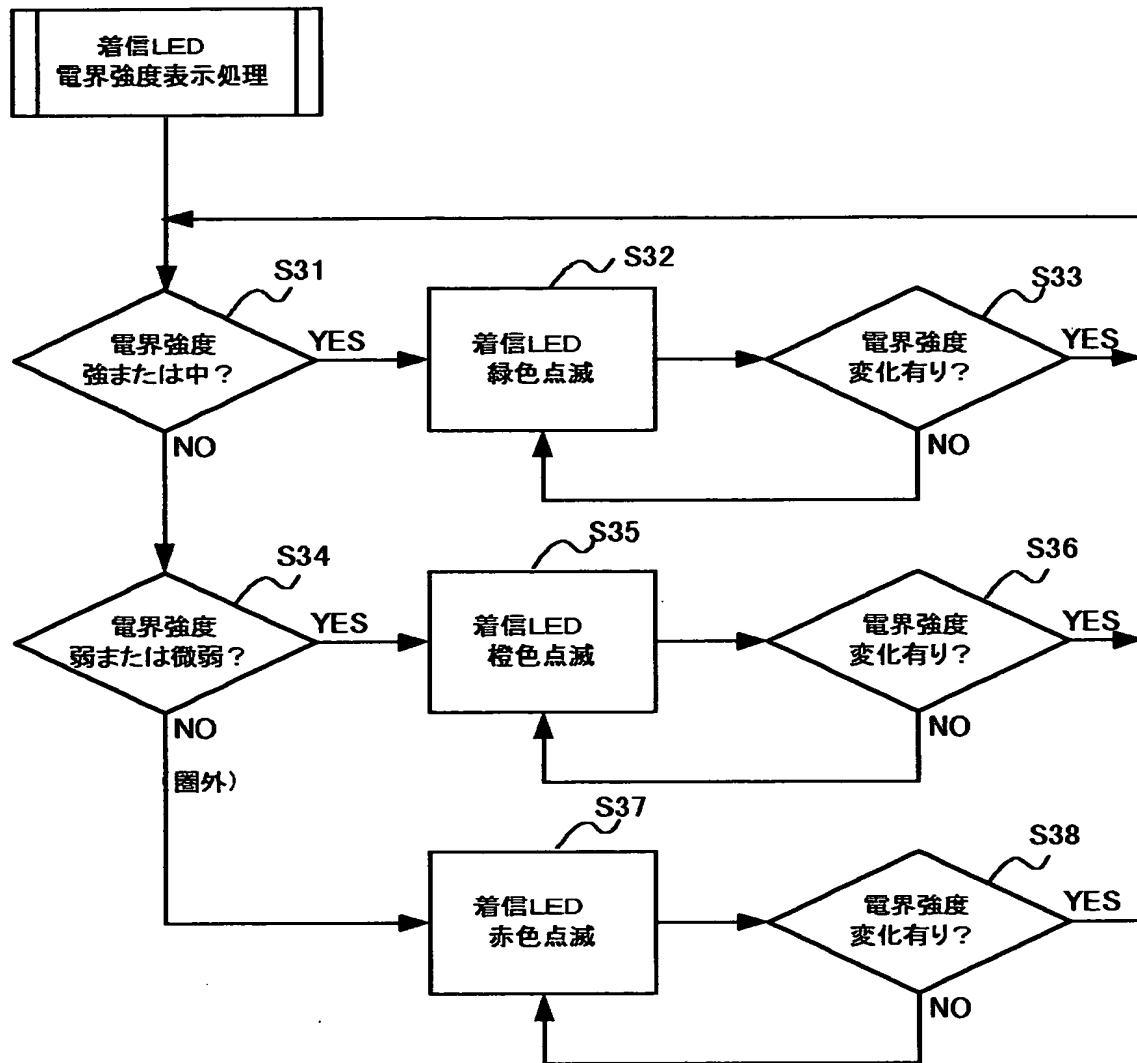 着信LED
電界強度表示処理
S31
電界強度
強または中？
YES
NO
S32
着信LED
緑色点滅
S33
電界強度
変化有り？
YES
NO
S34
電界強度
弱または微弱？
YES
NO
(圏外)
S35
着信LED
橙色点滅
S36
電界強度
変化有り？
YES
NO
S37
着信LED
赤色点滅
S38
電界強度
変化有り？
YES
NO